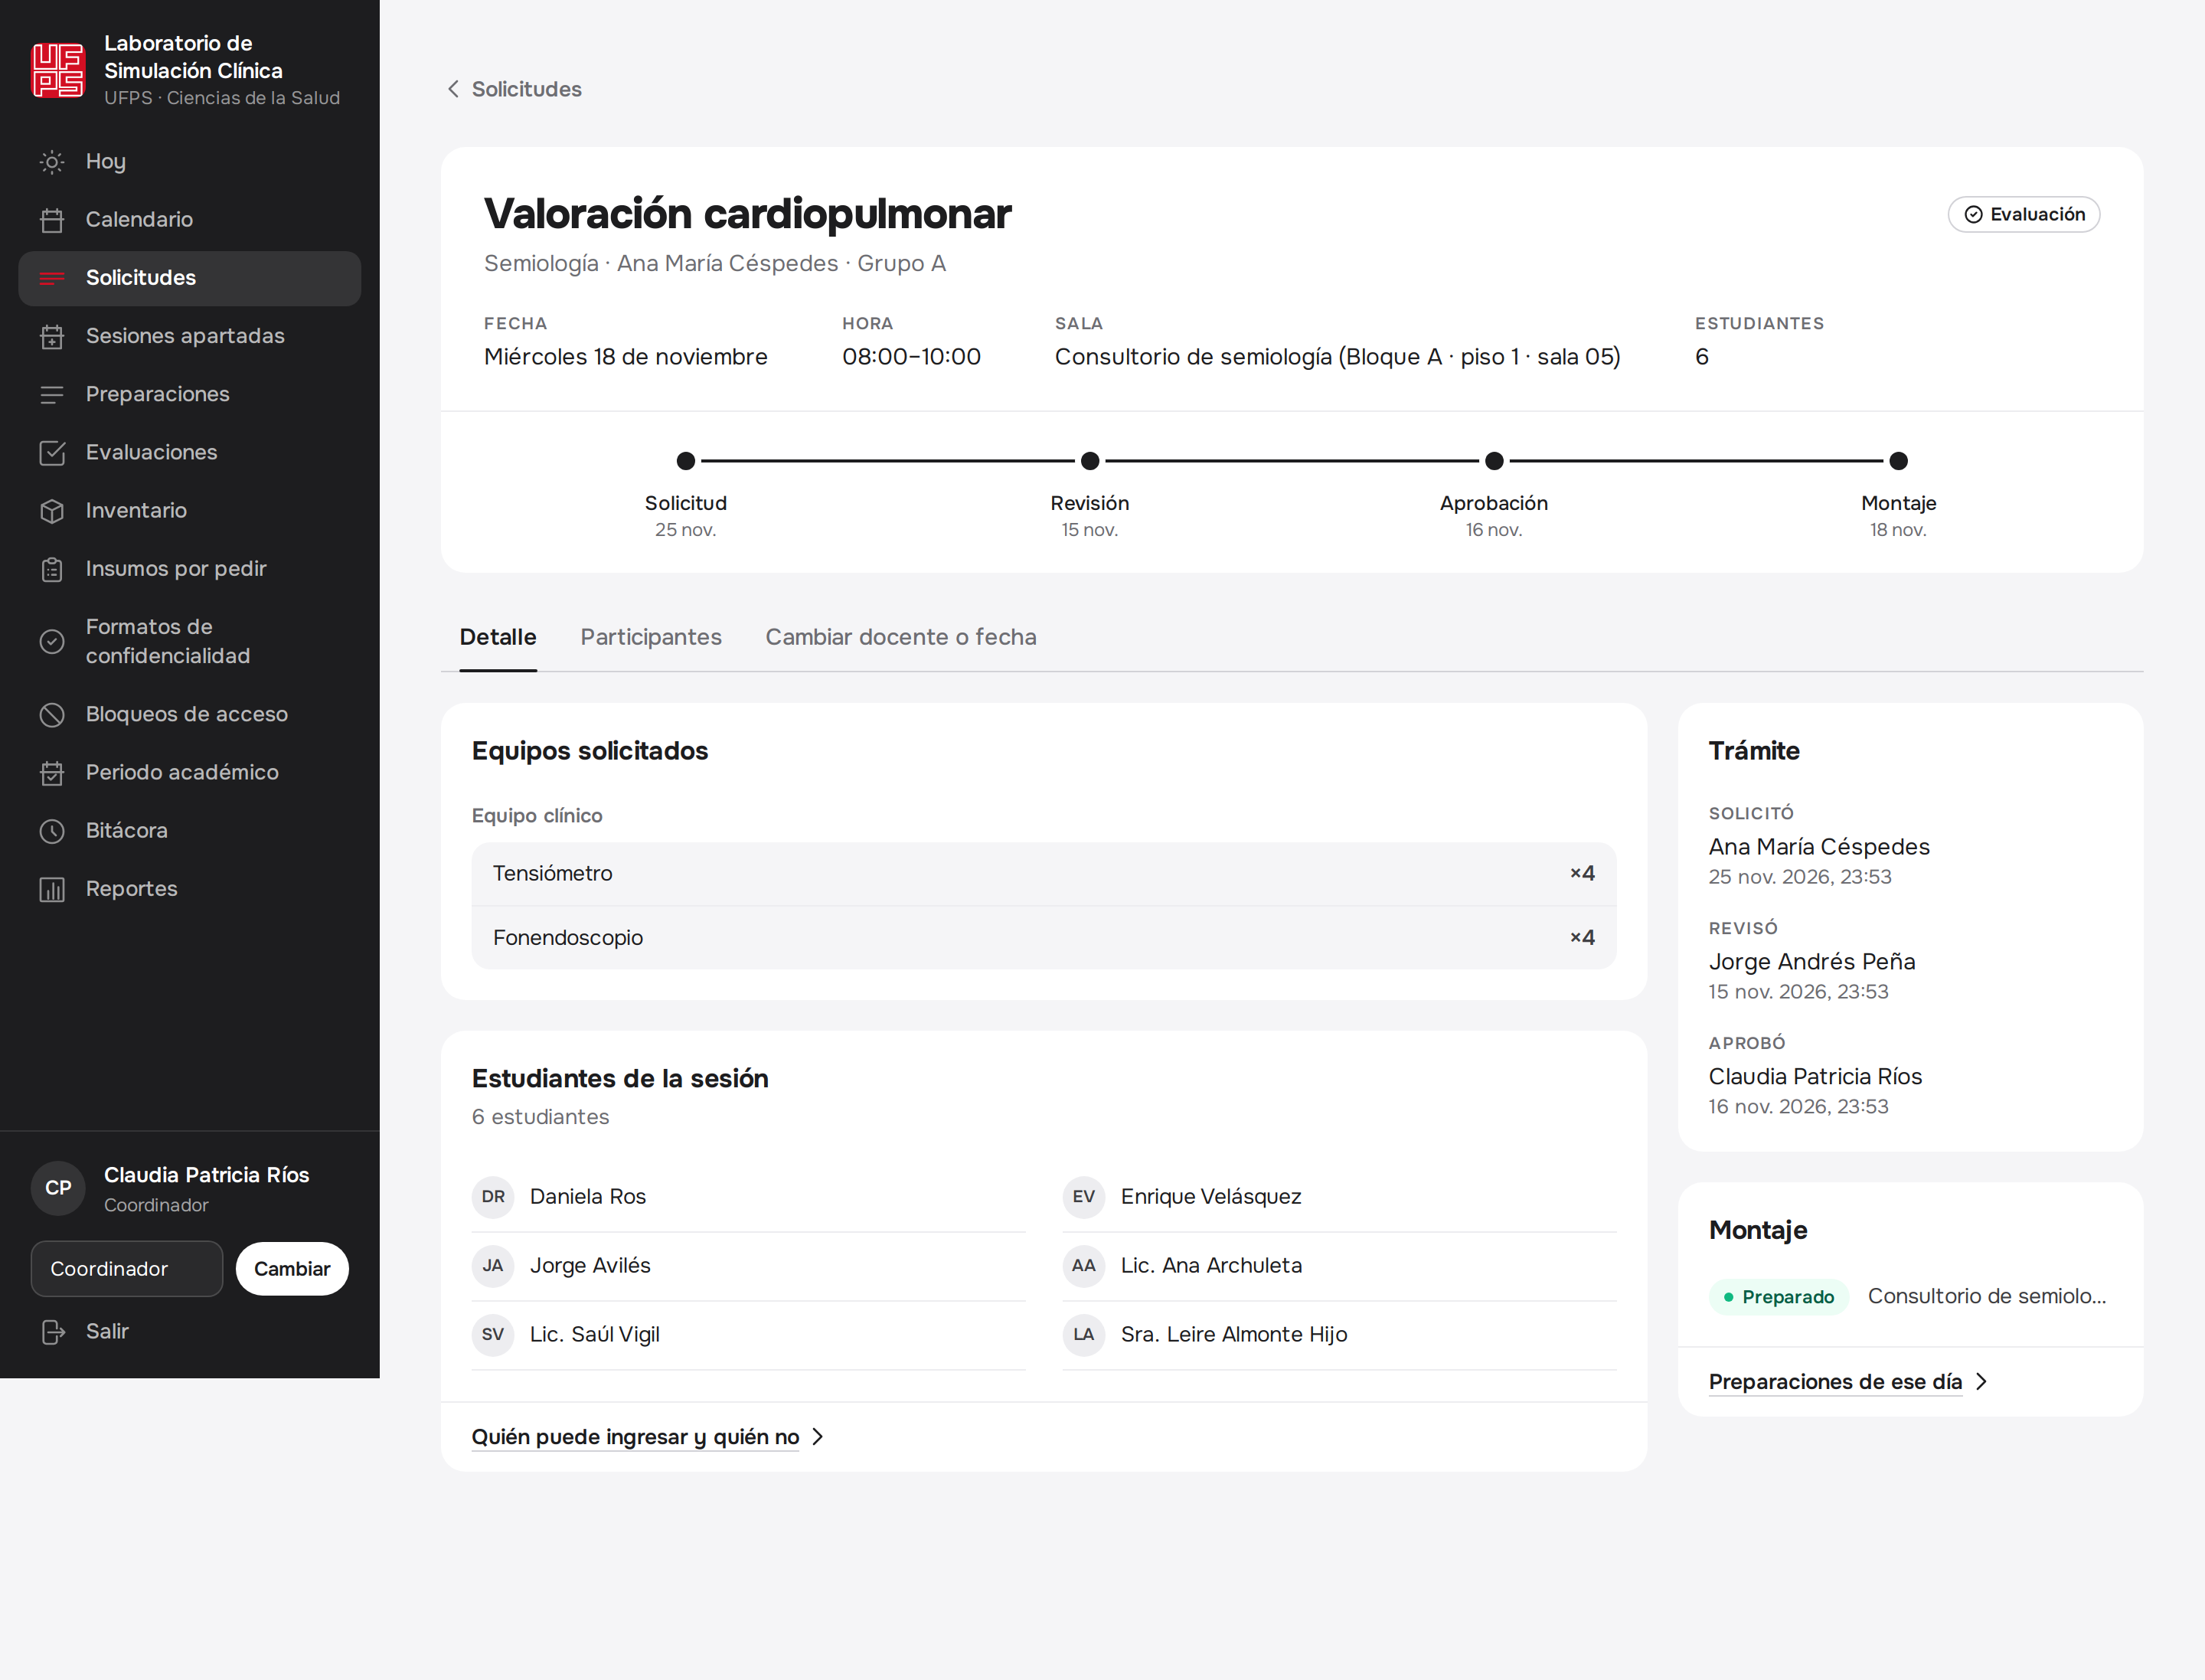 UFPS
Laboratorio de
Simulación Clínica
UFPS · Ciencias de la Salud
Hoy
Calendario
Solicitudes
Sesiones apartadas
Preparaciones
Evaluaciones
Inventario
Insumos por pedir
Formatos de
confidencialidad
Bloqueos de acceso
Periodo académico
Bitácora
Reportes
CP
Claudia Patricia Ríos
Coordinador
Coordinador
Cambiar
Salir
Solicitudes
Valoración cardiopulmonar
Evaluación
Semiología · Ana María Céspedes · Grupo A
FECHA
Miércoles 18 de noviembre
HORA
08:00–10:00
SALA
Consultorio de semiología (Bloque A · piso 1 · sala 05)
ESTUDIANTES
6
Solicitud
25 nov.
Revisión
15 nov.
Aprobación
16 nov.
Montaje
18 nov.
Detalle
Participantes
Cambiar docente o fecha
Equipos solicitados
Equipo clínico
Tensiómetro ×4
Fonendoscopio ×4
Estudiantes de la sesión
6 estudiantes
DR Daniela Ros
EV Enrique Velásquez
JA Jorge Avilés
AA Lic. Ana Archuleta
SV Lic. Saúl Vigil
LA Sra. Leire Almonte Hijo
Quién puede ingresar y quién no
Trámite
SOLICITÓ
Ana María Céspedes
25 nov. 2026, 23:53
REVISÓ
Jorge Andrés Peña
15 nov. 2026, 23:53
APROBÓ
Claudia Patricia Ríos
16 nov. 2026, 23:53
Montaje
Preparado
Consultorio de semiolo...
Preparaciones de ese día